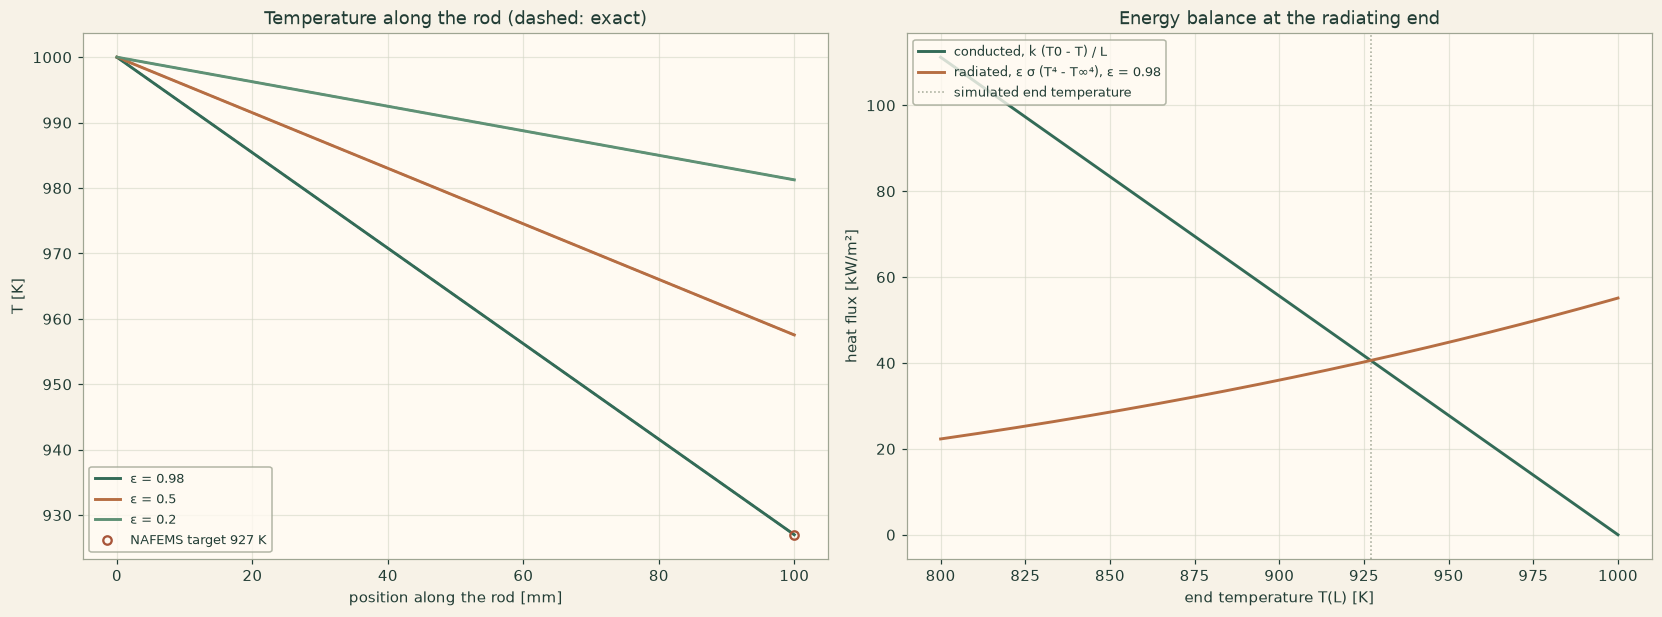 Temperature along the rod (dashed: exact)
T [K]
1000
990
980
970
960
950
940
930
ε = 0.98
ε = 0.5
ε = 0.2
NAFEMS target 927 K
0 20 40 60 80 100
position along the rod [mm]
Energy balance at the radiating end
heat flux [kW/m²]
conducted, k (T0 - T) / L
radiated, ε σ (T⁴ - T∞⁴), ε = 0.98
simulated end temperature
100
80
60
40
20
0
800 825 850 875 900 925 950 975 1000
end temperature T(L) [K]